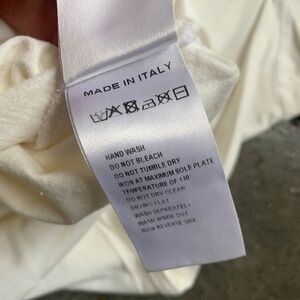 MADE IN ITALY
HAND WASH
DO NOT BLEACH
DO NOT TUMBLE DRY
IRON AT MAXIMUM SOLE PLATE
TEMPERATURE OF 110°
DO NOT DRY CLEAN
DRYING FLAT
WASH SEPARATELY
WASH INSIDE OUT
IRON REVERSE SIDE